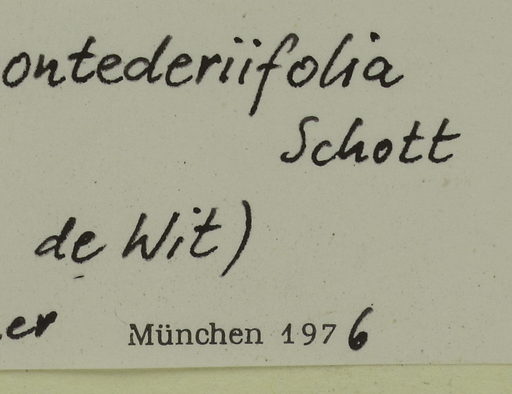 ontederiifolia
Schott
de Wit)
er München 1976